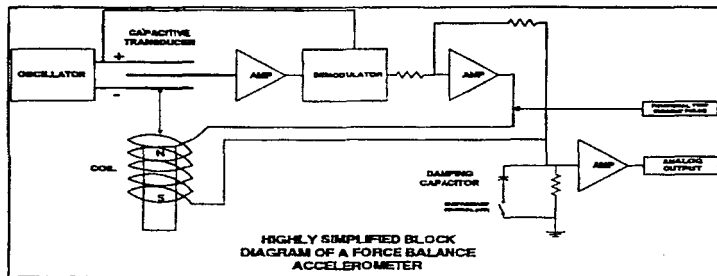 CAPACITIVE
TRANSDUCER
OSCILLATOR
+
-
AMP
DEMODULATOR
AMP
COIL
N
S
DAMPING
CAPACITOR
AMP
ANALOG
OUTPUT
HIGHLY SIMPLIFIED BLOCK
DIAGRAM OF A FORCE BALANCE
ACCELEROMETER